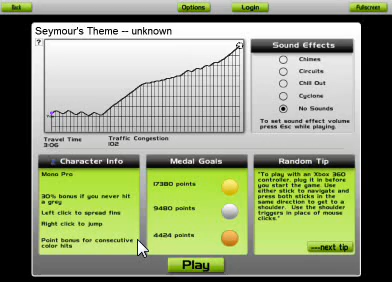 Back
Options
Login
Fullscreen
Seymour's Theme -- unknown
?
Travel Time
3:06
Traffic Congestion
102
Sound Effects
Chimes
Circuits
Chill Out
Cyclone
No Sounds
To set sound effect volume
press Esc while playing.
Character Info
Mono Pro
30% bonus if you never hit
a grey
Left click to spread fins
Right click to jump
Point bonus for consecutive
color hits
Medal Goals
17380 points
9480 points
4424 points
Random Tip
"To play with an Xbox 360
controller, plug it in before
you start the game. Use
either stick to navigate and
press both sticks in the
same direction to get to a
shoulder. Use the shoulder
triggers in place of mouse
clicks."
---next tip
Play